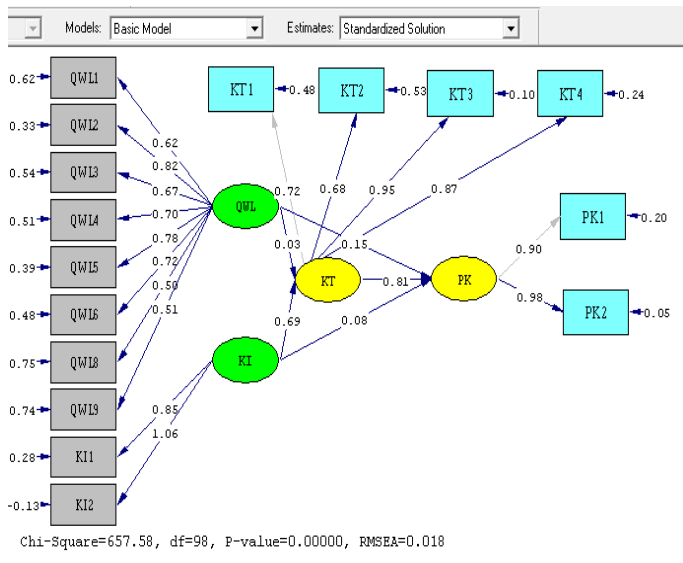 Models: Basic Model Estimates: Standardized Solution
0.62 QWL1
0.33 QWL2
0.54 QWL3
0.51 QWL4
0.39 QWL5
0.48 QWL6
0.75 QWL8
0.74 QWL9
0.28 KI1
-0.13 KI2
KT1 0.48 KT2 0.53 KT3 0.10 KT4 0.24
0.62
0.82
0.67
0.70
0.78
0.72
0.50
0.51
0.85
1.06
QWL
KI
0.72 0.68 0.95 0.87
0.03 0.15
KT 0.81 PK
0.69 0.08
0.90
0.98
PK1 0.20
PK2 0.05
Chi-Square=657.58, df=98, P-value=0.00000, RMSEA=0.018